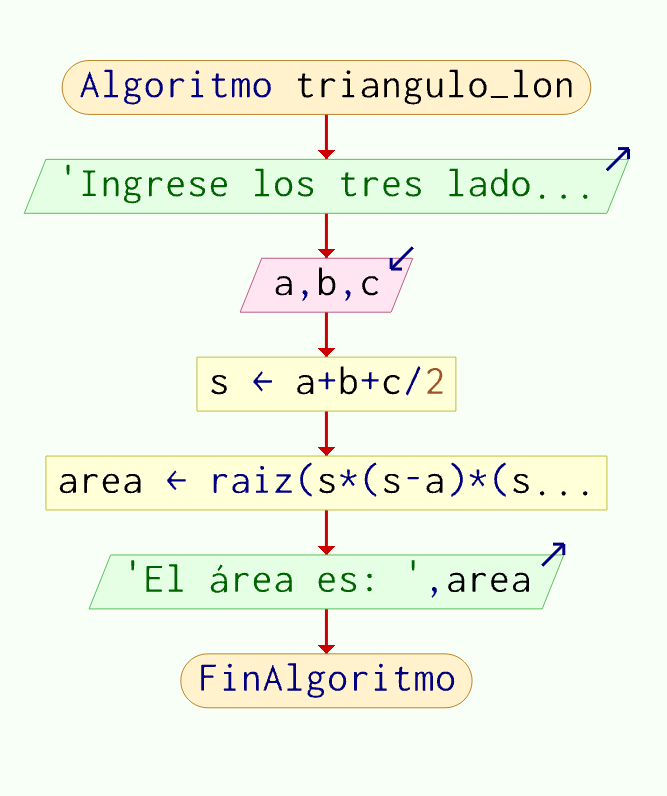 Algoritmo triangulo_lon
'Ingrese los tres lado...
a,b,c
s ← a+b+c/2
area ← raiz(s*(s-a)*(s...
'El área es: ',area
FinAlgoritmo